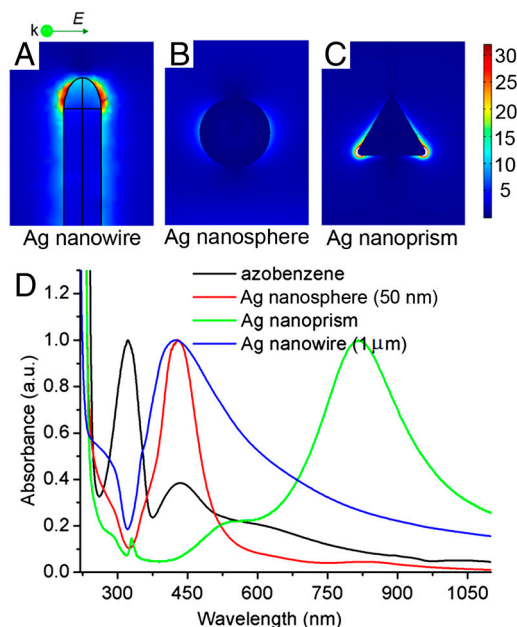 k E
A B C
30
25
20
15
10
5
Ag nanowire Ag nanosphere Ag nanoprism
D
azobenzene
Ag nanosphere (50 nm)
Ag nanoprism
Ag nanowire (1 μm)
Absorbance (a.u.)
1.2
1.0
0.8
0.6
0.4
0.2
0.0
300 450 600 750 900 1050
Wavelength (nm)